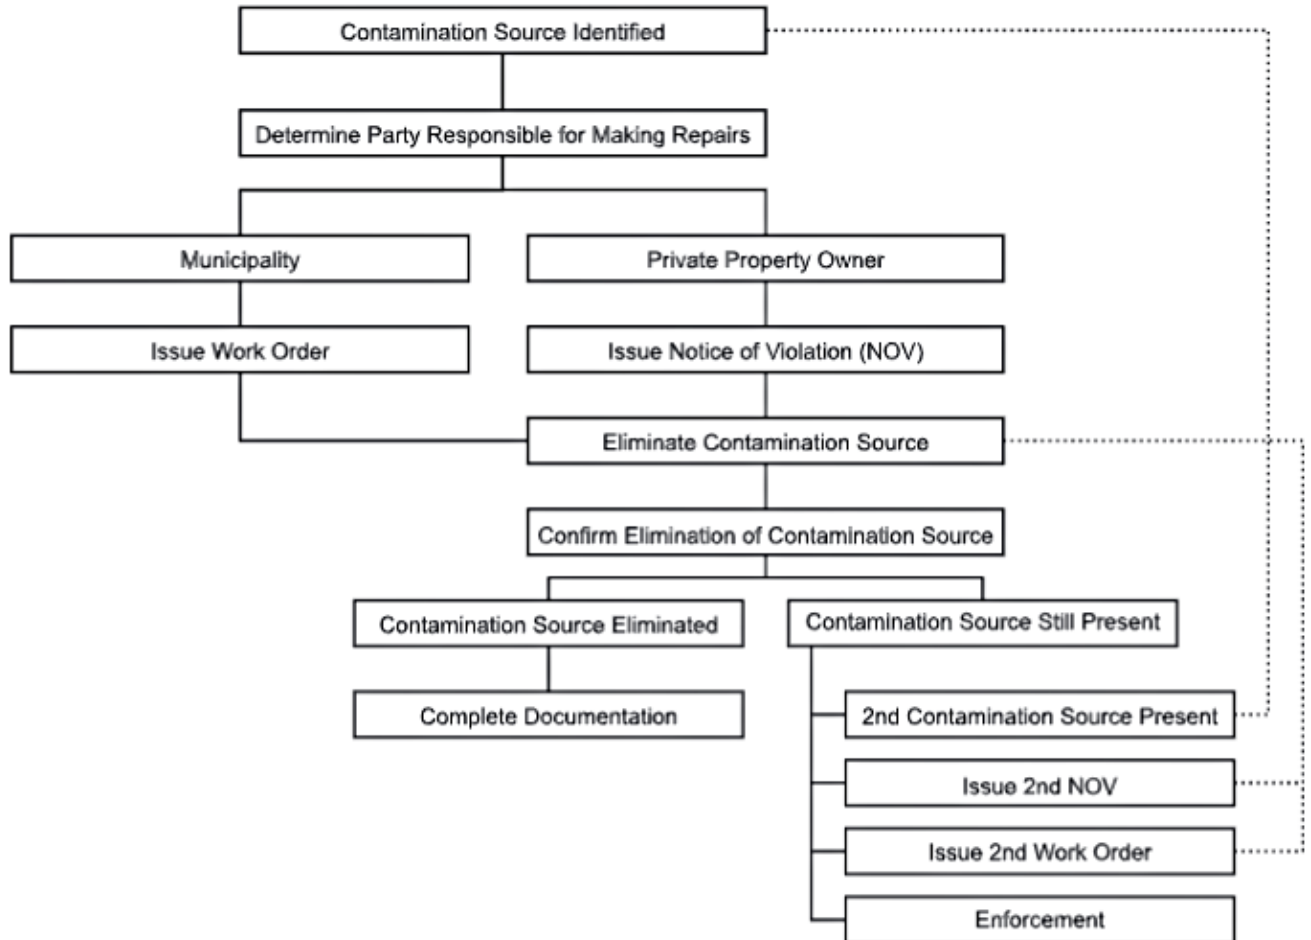 Contamination Source Identified
Determine Party Responsible for Making Repairs
Municipality
Private Property Owner
Issue Work Order
Issue Notice of Violation (NOV)
Eliminate Contamination Source
Confirm Elimination of Contamination Source
Contamination Source Eliminated
Contamination Source Still Present
Complete Documentation
2nd Contamination Source Present
Issue 2nd NOV
Issue 2nd Work Order
Enforcement